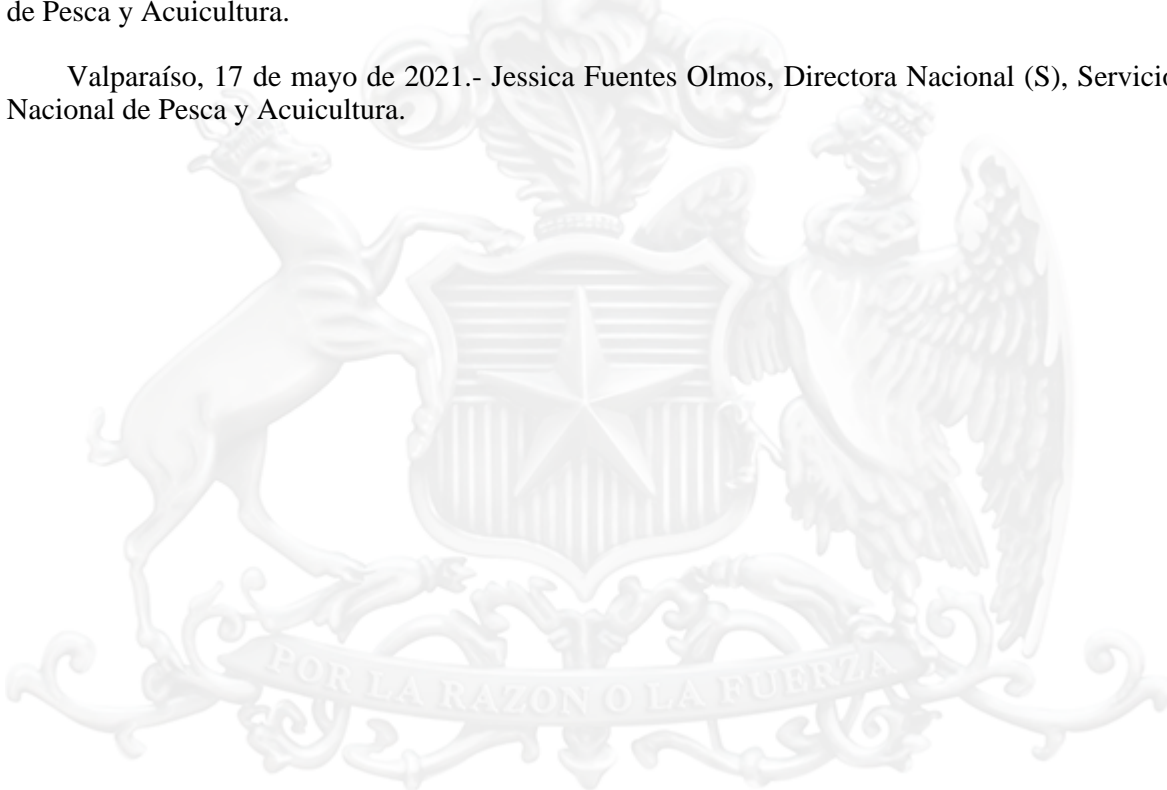 de Pesca y Acuicultura.
Valparaíso, 17 de mayo de 2021.- Jessica Fuentes Olmos, Directora Nacional (S), Servicio
Nacional de Pesca y Acuicultura.
POR LA RAZON O LA FUERZA